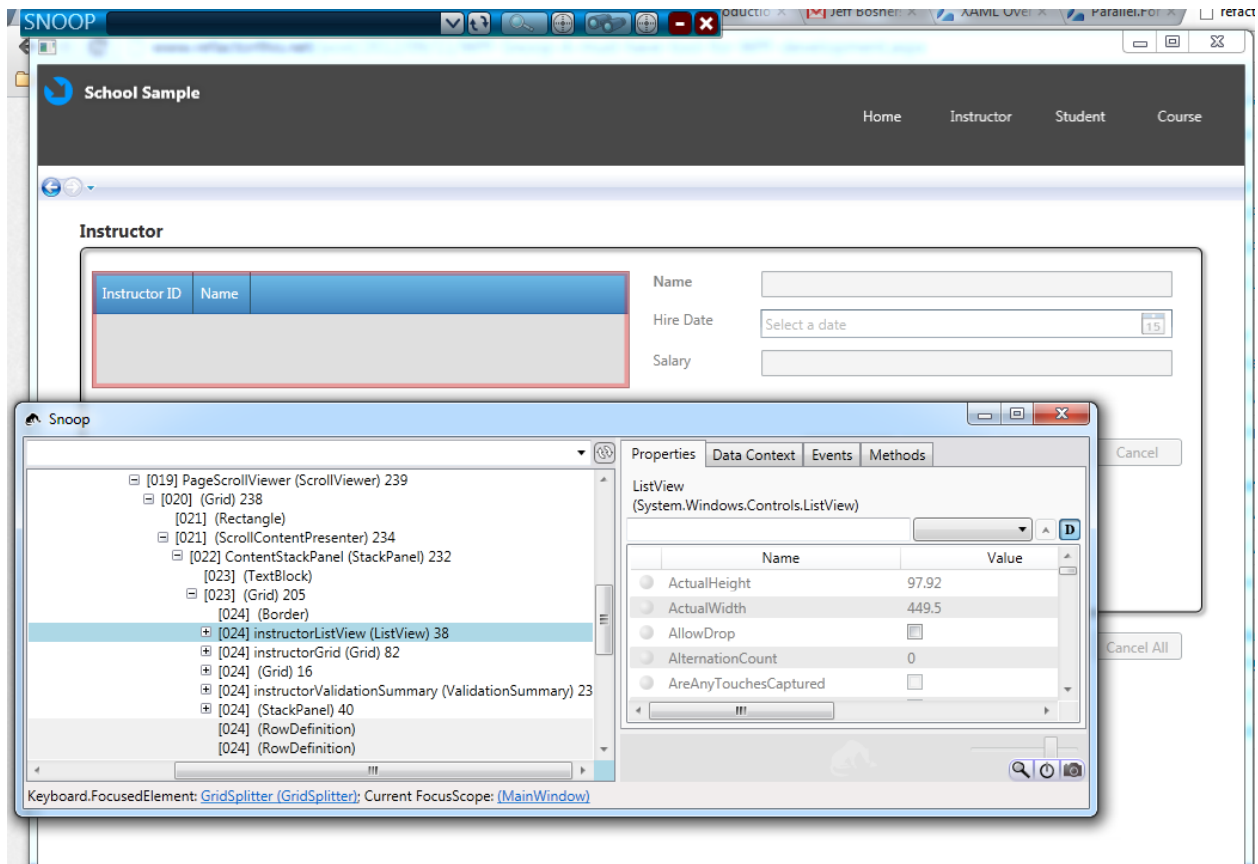 SNOOP
Jeff Bosner: ×
XAML Over ×
Parallel.For ×
refact
School Sample
Home Instructor Student Course
Instructor
Instructor ID Name
Name
Hire Date Select a date 15
Salary
Snoop
Cancel
Cancel All
[019] PageScrollViewer (ScrollViewer) 239
[020] (Grid) 238
[021] (Rectangle)
[021] (ScrollContentPresenter) 234
[022] ContentStackPanel (StackPanel) 232
[023] (TextBlock)
[023] (Grid) 205
[024] (Border)
[024] instructorListView (ListView) 38
[024] instructorGrid (Grid) 82
[024] (Grid) 16
[024] instructorValidationSummary (ValidationSummary) 23
[024] (StackPanel) 40
[024] (RowDefinition)
[024] (RowDefinition)
Properties Data Context Events Methods
ListView
(System.Windows.Controls.ListView)
D
Name Value
ActualHeight 97.92
ActualWidth 449.5
AllowDrop
AlternationCount 0
AreAnyTouchesCaptured
Keyboard.FocusedElement: GridSplitter (GridSplitter); Current FocusScope: (MainWindow)